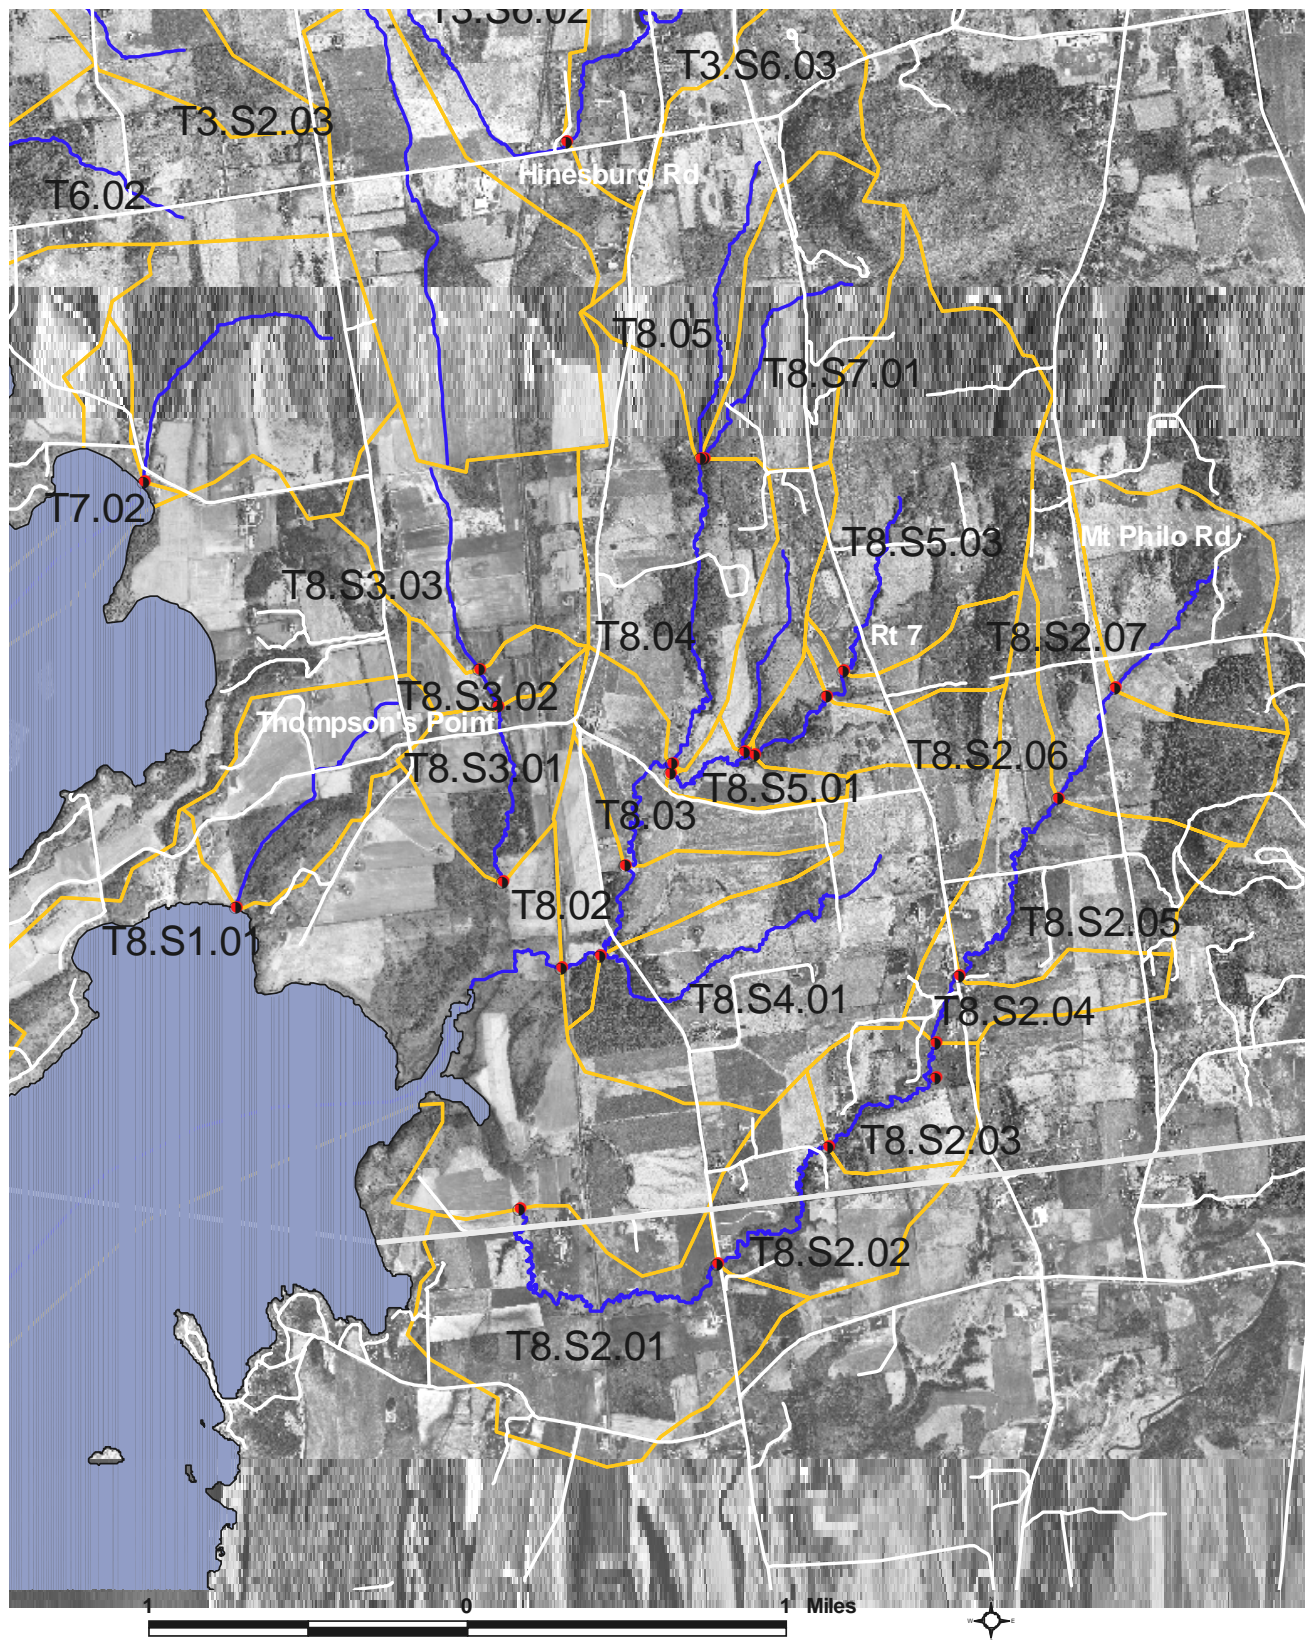 T3.S6.02
T3.S6.03
T3.S2.03
Hinesburg Rd
T6.02
T8.05
T8.S7.01
T7.02
Mt Philo Rd
T8.S5.03
T8.S3.03
T8.04
Rt 7
T8.S2.07
T8.S3.02
Thompson's Point
T8.S3.01
T8.S2.06
T8.S5.01
T8.03
T8.02
T8.S2.05
T8.S1.01
T8.S4.01
T8.S2.04
T8.S2.03
T8.S2.02
T8.S2.01
1 0 1 Miles
N
W E
S